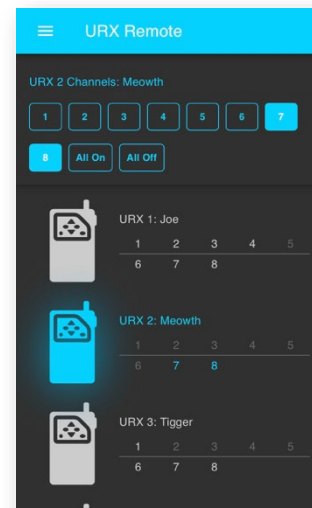 URX Remote
URX 2 Channels: Meowth
1 2 3 4 5 6 7
8 All On All Off
URX 1: Joe
1 2 3 4 5
6 7 8
URX 2: Meowth
1 2 3 4 5
6 7 8
URX 3: Tigger
1 2 3 4 5
6 7 8